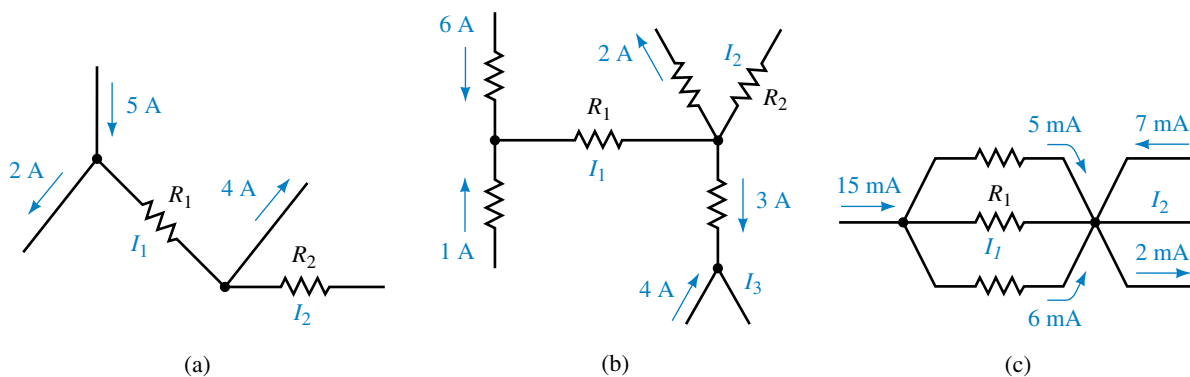 5 A
2 A
R1
I1
4 A
R2
I2
(a)
6 A
2 A
I2
R2
R1
I1
1 A
3 A
4 A
I3
(b)
5 mA
7 mA
15 mA
R1
I1
I2
2 mA
6 mA
(c)